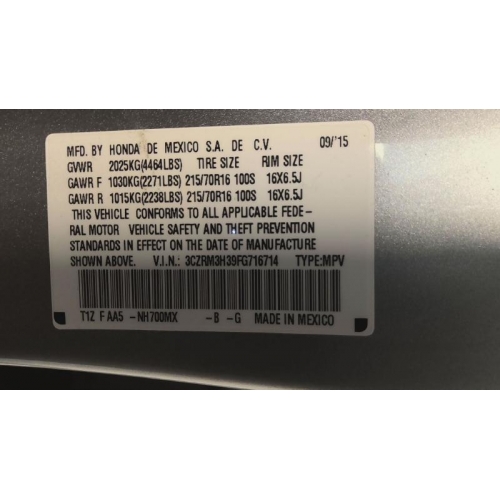 MFD. BY HONDA DE MEXICO S.A. DE C.V. 09/'15
GVWR 2025KG(4464LBS) TIRE SIZE RIM SIZE
GAWR F 1030KG(2271LBS) 215/70R16 100S 16X6.5J
GAWR R 1015KG(2238LBS) 215/70R16 100S 16X6.5J
THIS VEHICLE CONFORMS TO ALL APPLICABLE FEDE-
RAL MOTOR VEHICLE SAFETY AND THEFT PREVENTION
STANDARDS IN EFFECT ON THE DATE OF MANUFACTURE
SHOWN ABOVE. V.I.N.: 3CZRM3H39FG716714 TYPE:MPV
T1Z F AA5 -NH700MX -B -G MADE IN MEXICO